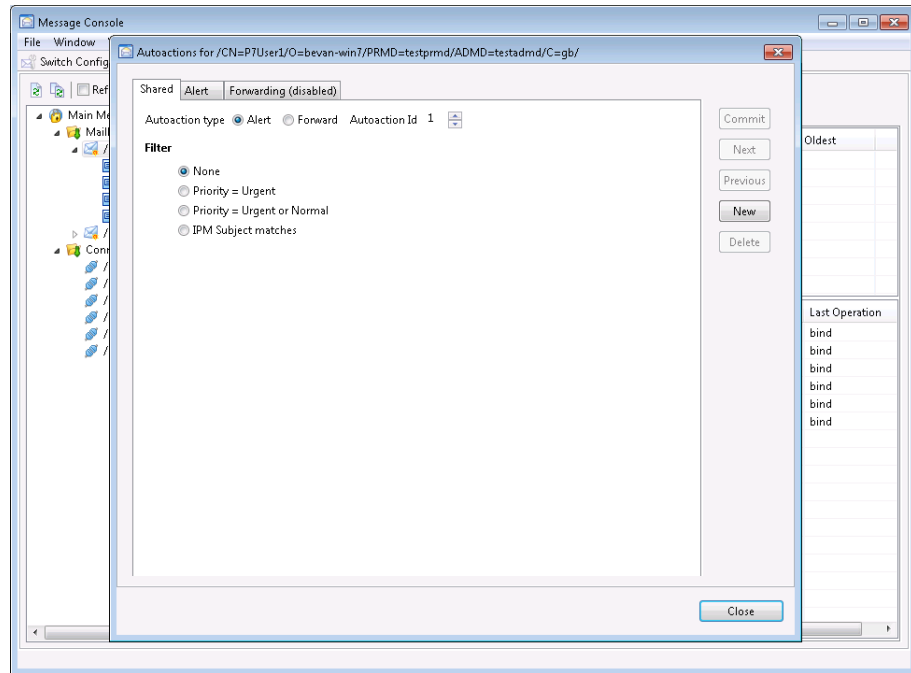 Message Console
File Window
Switch Config
Ref
Main Me
Mail
/
/
Conn
/
/
/
/
/
/
Autoactions for /CN=P7User1/O=bevan-win7/PRMD=testprmd/ADMD=testadmd/C=gb/
Shared Alert Forwarding (disabled)
Autoaction type Alert Forward Autoaction Id 1
Filter
None
Priority = Urgent
Priority = Urgent or Normal
IPM Subject matches
Commit
Next
Previous
New
Delete
Close
Oldest
Last Operation
bind
bind
bind
bind
bind
bind